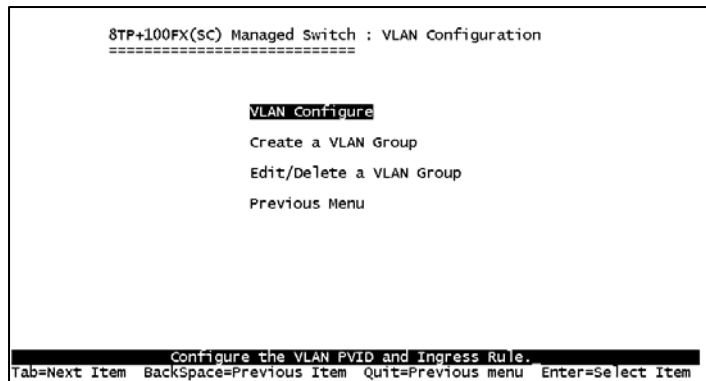 8TP+100FX(SC) Managed Switch : VLAN Configuration
============================
VLAN Configure
Create a VLAN Group
Edit/Delete a VLAN Group
Previous Menu
Configure the VLAN PVID and Ingress Rule._
Tab=Next Item BackSpace=Previous Item Quit=Previous menu Enter=Select Item